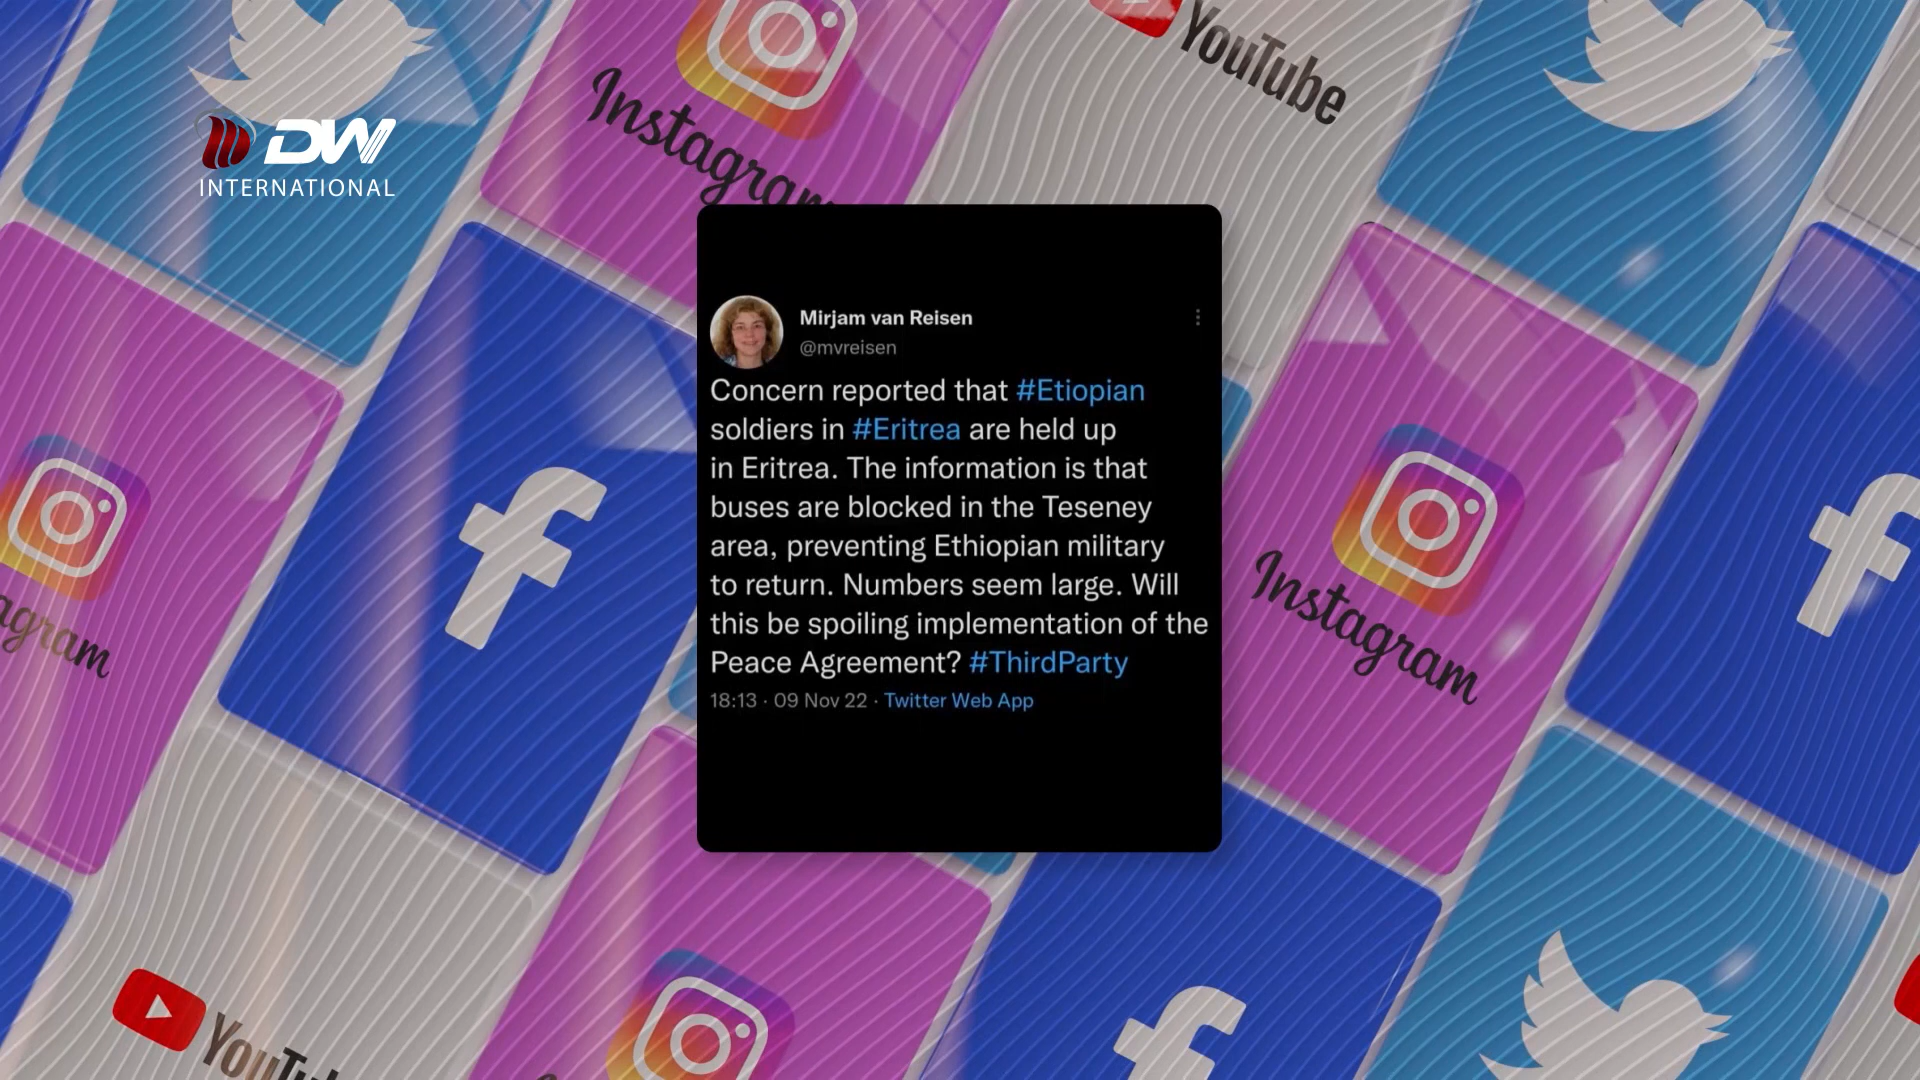 YouTube
Instagram
DW
INTERNATIONAL
Mirjam van Reisen
@mvreisen
Concern reported that #Etiopian
soldiers in #Eritrea are held up
in Eritrea. The information is that
buses are blocked in the Teseney
area, preventing Ethiopian military
to return. Numbers seem large. Will
this be spoiling implementation of the
Peace Agreement? #ThirdParty
18:13 · 09 Nov 22 · Twitter Web App
Instagram
agram
YouTu